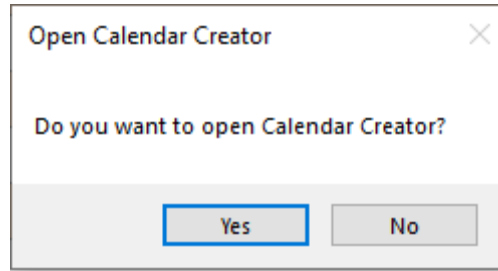 Open Calendar Creator
Do you want to open Calendar Creator?
Yes No